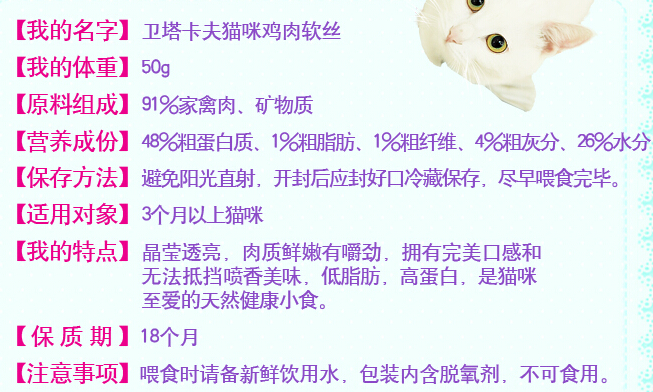 【我的名字】卫塔卡夫猫咪鸡肉软丝
【我的体重】50g
【原料组成】91%家禽肉、矿物质
【营养成份】48%粗蛋白质、1%粗脂肪、1%粗纤维、4%粗灰分、26%水分
【保存方法】避免阳光直射，开封后应封好口冷藏保存，尽早喂食完毕。
【适用对象】3个月以上猫咪
【我的特点】晶莹透亮，肉质鲜嫩有嚼劲，拥有完美口感和
无法抵挡喷香美味，低脂肪，高蛋白，是猫咪
至爱的天然健康小食。
【保质期】18个月
【注意事项】喂食时请备新鲜饮用水，包装内含脱氧剂，不可食用。